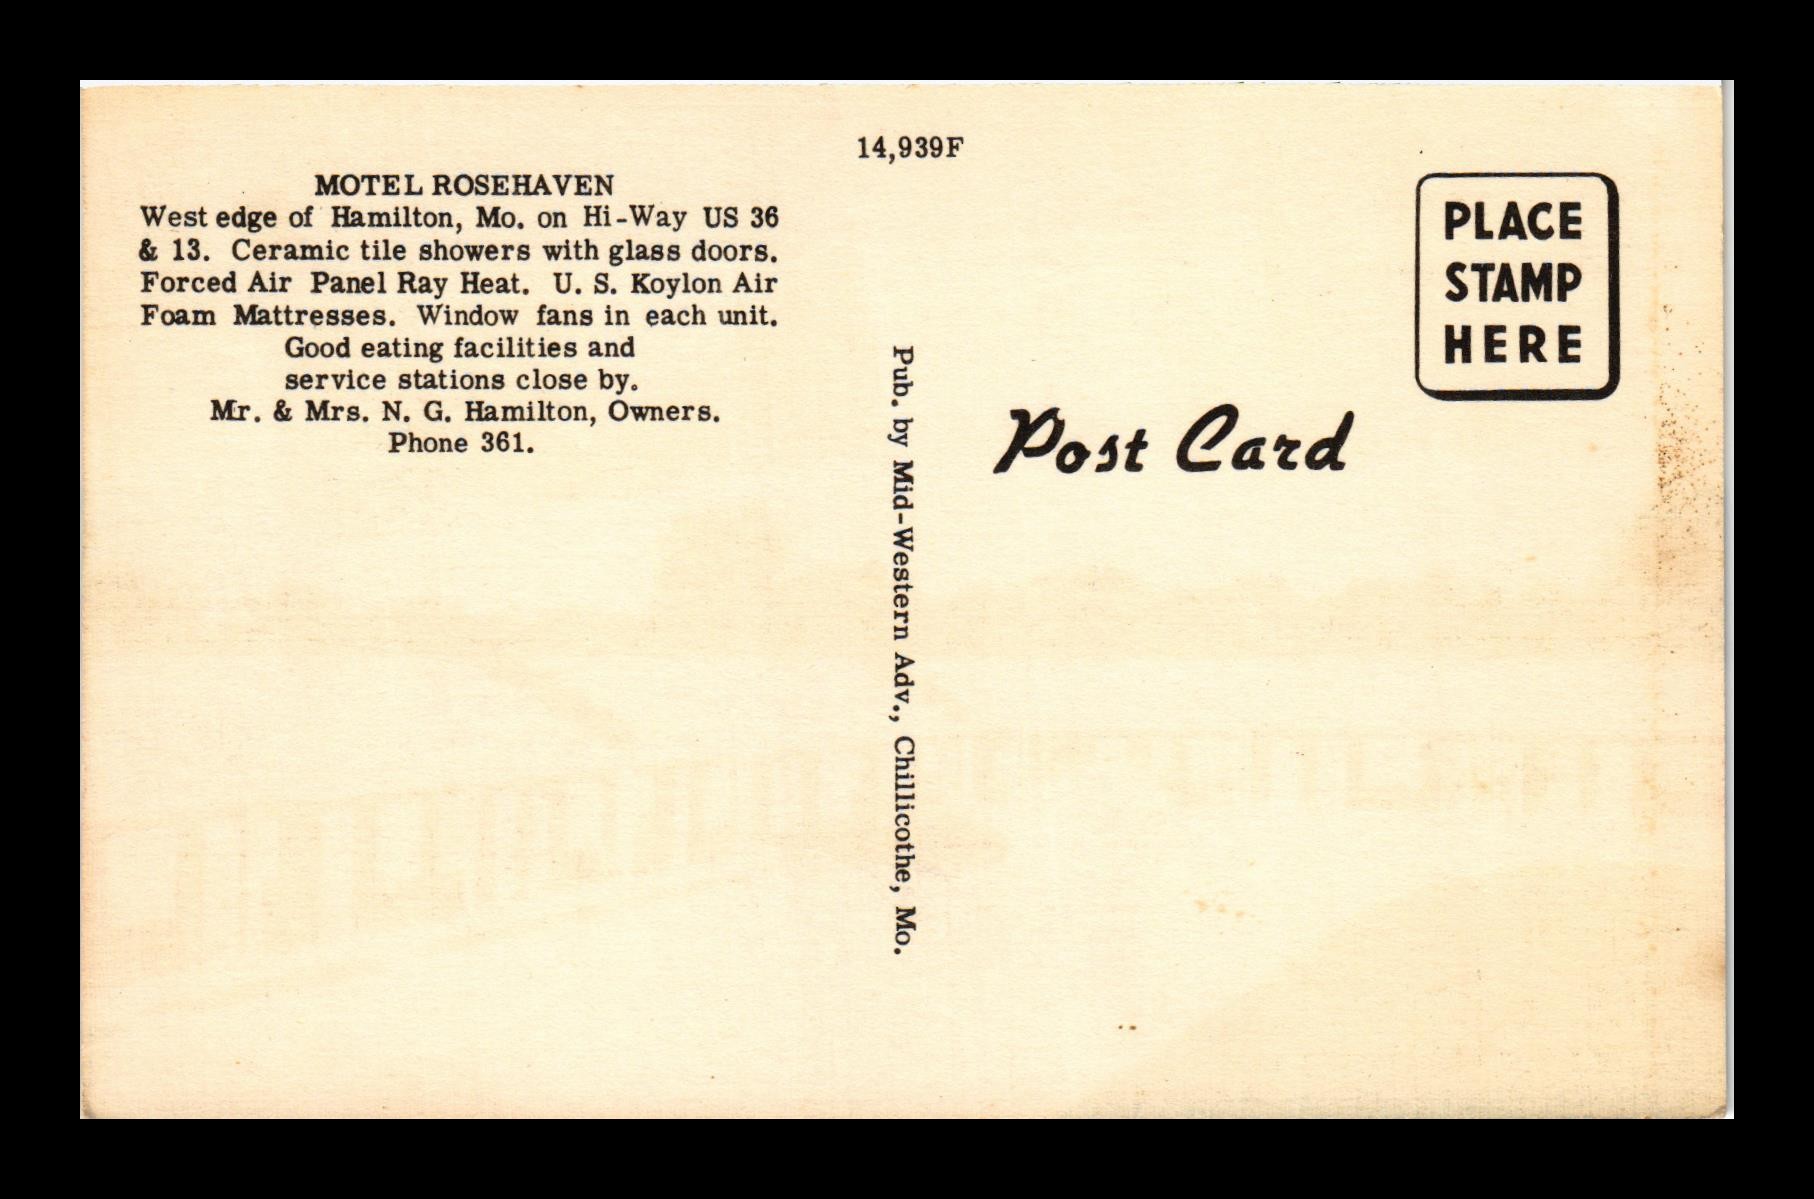 14,939F
MOTEL ROSEHAVEN
West edge of Hamilton, Mo. on Hi-Way US 36
& 13. Ceramic tile showers with glass doors.
Forced Air Panel Ray Heat. U. S. Koylon Air
Foam Mattresses. Window fans in each unit.
Good eating facilities and
service stations close by.
Mr. & Mrs. N. G. Hamilton, Owners.
Phone 361.
Pub. by Mid-Western Adv., Chillicothe, Mo.
PLACE
STAMP
HERE
Post Card